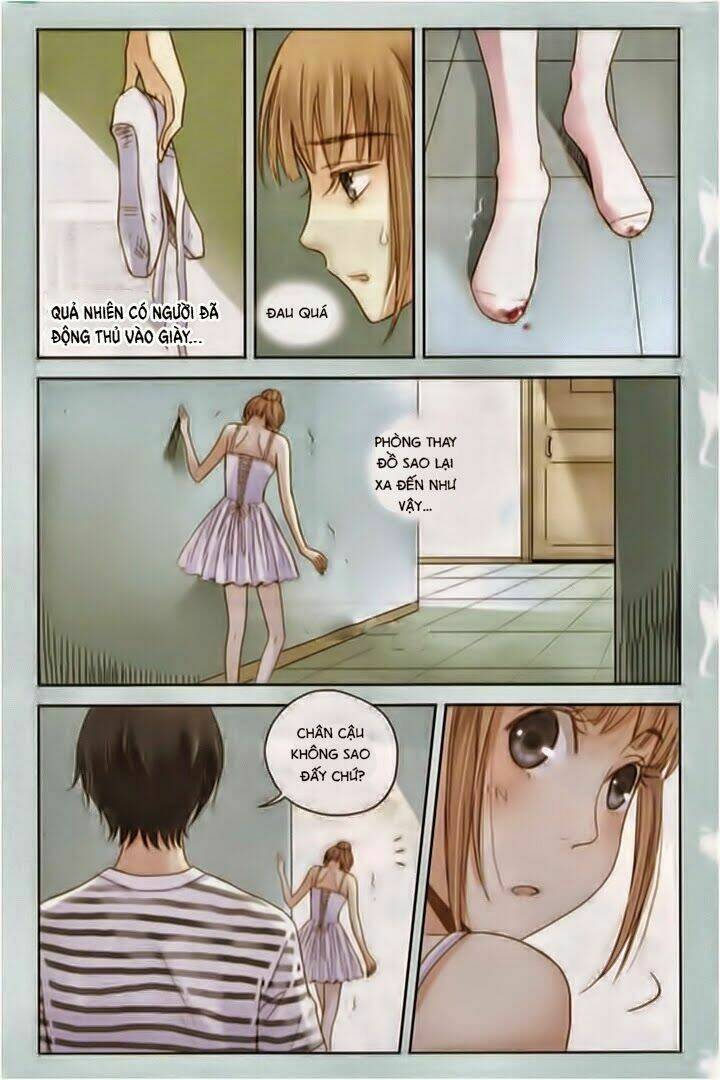 QUẢ NHIÊN CÓ NGƯỜI ĐÃ
ĐỘNG THỦ VÀO GIÀY...
ĐAU QUÁ
PHÒNG THAY
ĐỒ SAO LẠI
XA ĐẾN NHƯ
VẬY...
CHÂN CẬU
KHÔNG SAO
ĐẤY CHỨ?